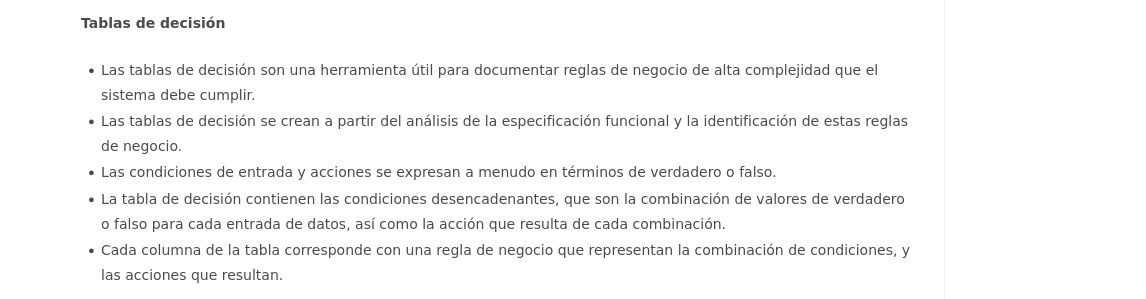 Tablas de decisión
• Las tablas de decisión son una herramienta útil para documentar reglas de negocio de alta complejidad que el
sistema debe cumplir.
• Las tablas de decisión se crean a partir del análisis de la especificación funcional y la identificación de estas reglas
de negocio.
• Las condiciones de entrada y acciones se expresan a menudo en términos de verdadero o falso.
• La tabla de decisión contienen las condiciones desencadenantes, que son la combinación de valores de verdadero
o falso para cada entrada de datos, así como la acción que resulta de cada combinación.
• Cada columna de la tabla corresponde con una regla de negocio que representan la combinación de condiciones, y
las acciones que resultan.